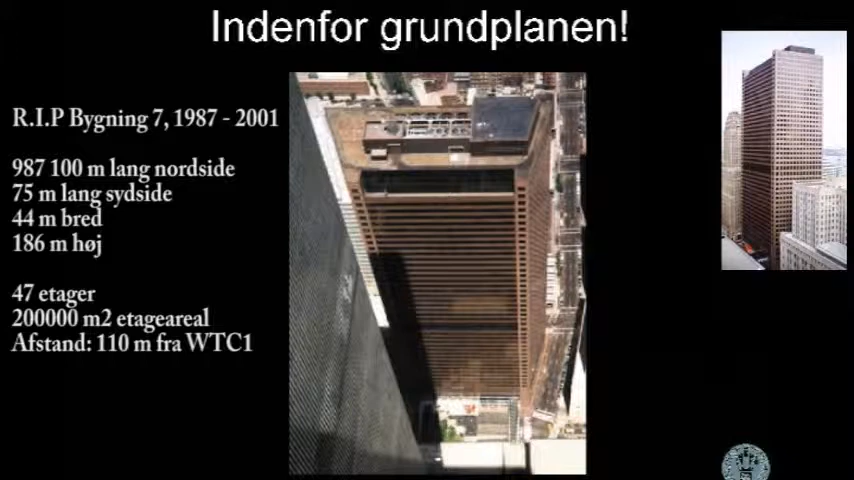 Indenfor grundplanen!
R.I.P Bygning 7, 1987 - 2001
987 100 m lang nordside
75 m lang sydside
44 m bred
186 m høj
47 etager
200000 m2 etageareal
Afstand: 110 m fra WTC1